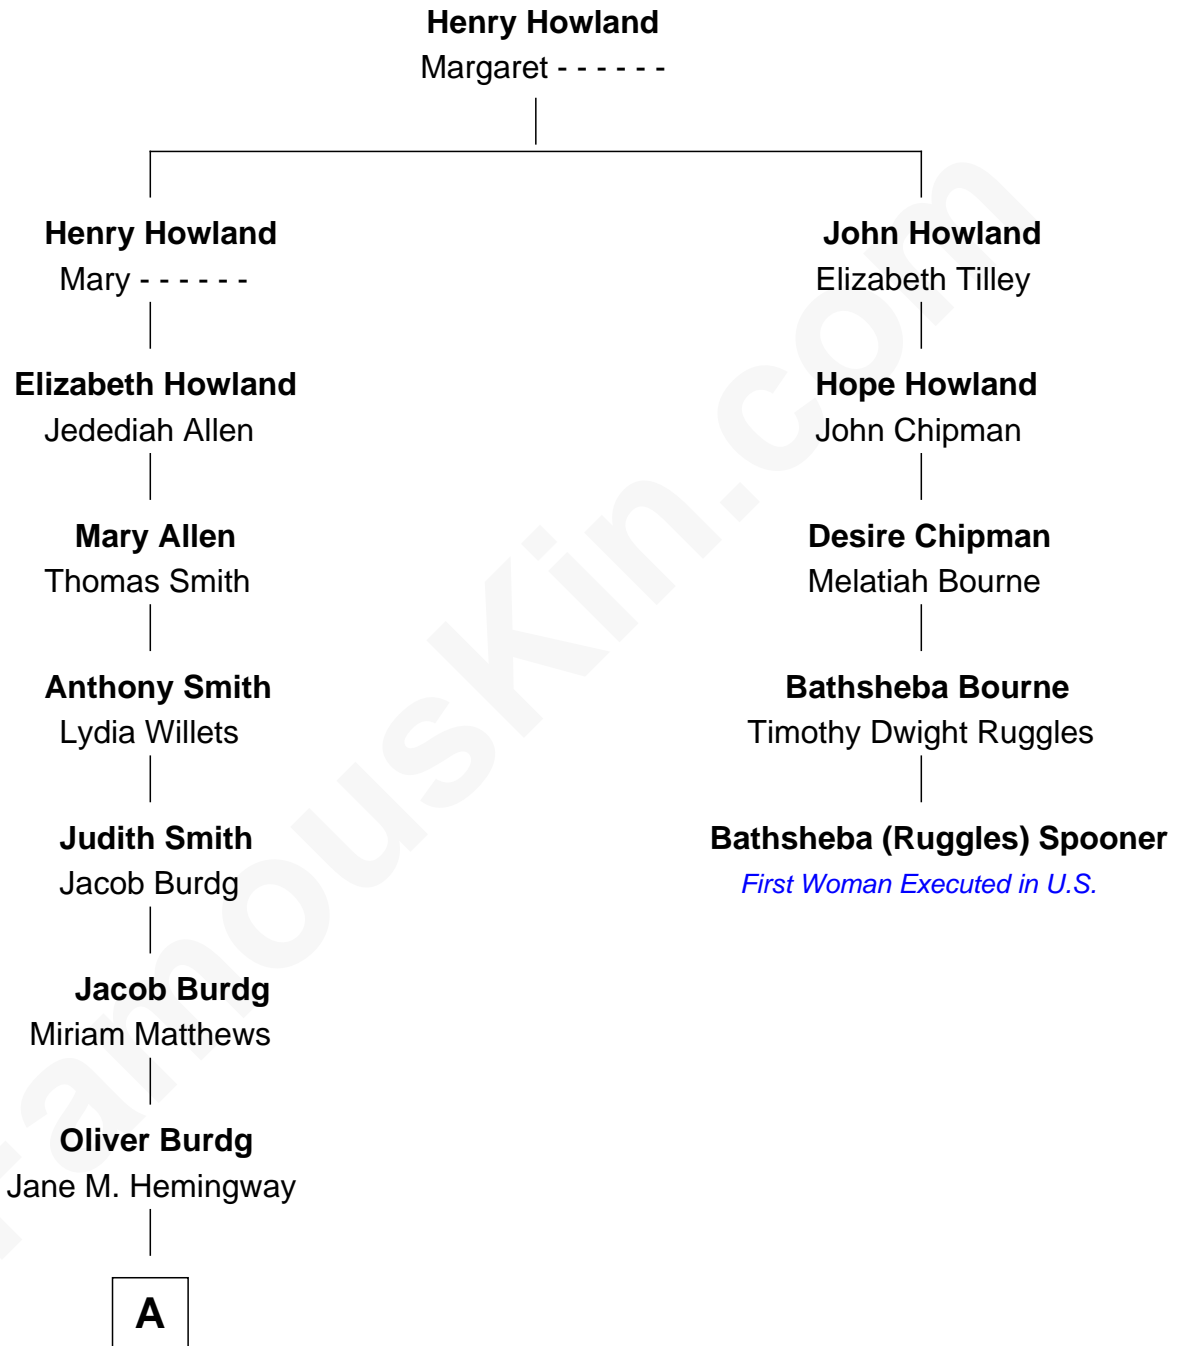 Henry Howland
Margaret - - - - - -
Henry Howland
Mary - - - - - -
John Howland
Elizabeth Tilley
Elizabeth Howland
Jedediah Allen
Hope Howland
John Chipman
Mary Allen
Thomas Smith
Desire Chipman
Melatiah Bourne
Anthony Smith
Lydia Willets
Bathsheba Bourne
Timothy Dwight Ruggles
Judith Smith
Jacob Burdg
Bathsheba (Ruggles) Spooner
First Woman Executed in U.S.
Jacob Burdg
Miriam Matthews
Oliver Burdg
Jane M. Hemingway
A
FamousKin.com